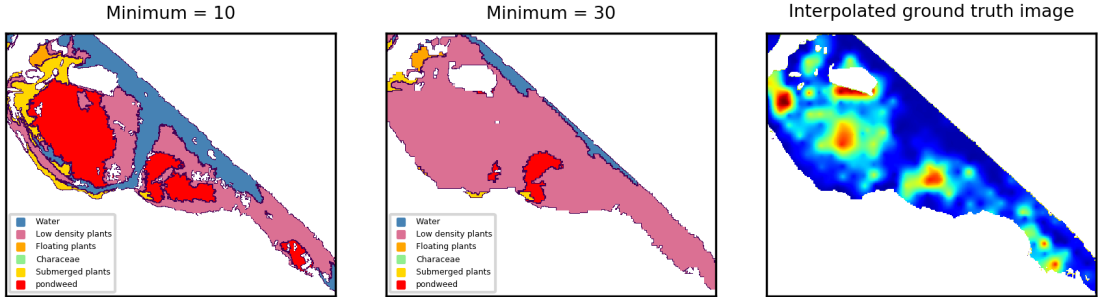 Minimum = 10
Minimum = 30
Interpolated ground truth image
Water
Low density plants
Floating plants
Characeae
Submerged plants
pondweed
Water
Low density plants
Floating plants
Characeae
Submerged plants
pondweed